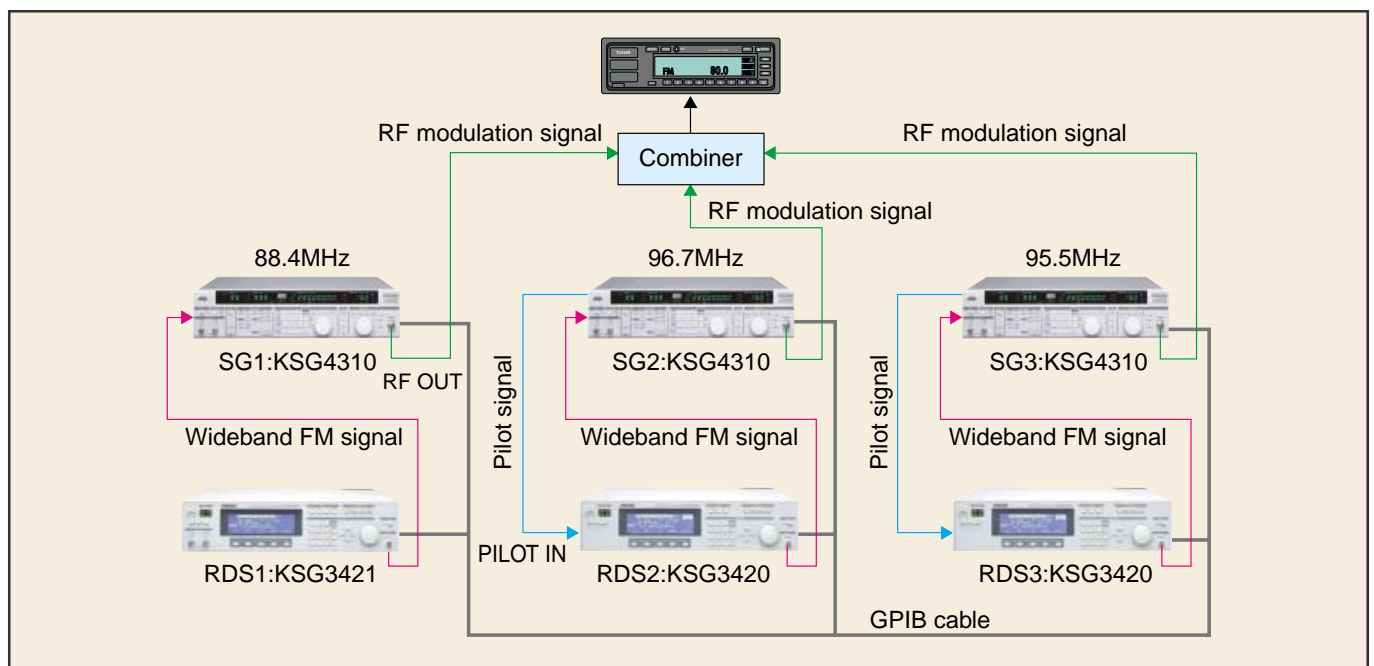 TUNER
FM 80.0
RF modulation signal
RF modulation signal
Combiner
RF modulation signal
88.4MHz
96.7MHz
95.5MHz
SG1:KSG4310
SG2:KSG4310
SG3:KSG4310
RF OUT
Pilot signal
Pilot signal
Wideband FM signal
Wideband FM signal
Wideband FM signal
PILOT IN
RDS1:KSG3421
RDS2:KSG3420
RDS3:KSG3420
GPIB cable